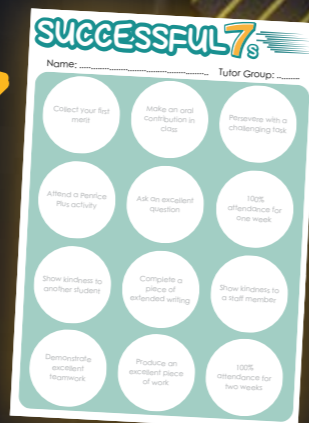 SUCCESSFUL 7s
Name: Tutor Group:
Collect your first
merit
Make an oral
contribution in
class
Persevere with a
challenging task
Attend a Penrice
Plus activity
Ask an excellent
question
100%
attendance for
one week
Show kindness to
another student
Complete a
piece of
extended writing
Show kindness to
a staff member
Demonstrate
excellent
teamwork
Produce an
excellent piece
of work
100%
attendance for
two weeks